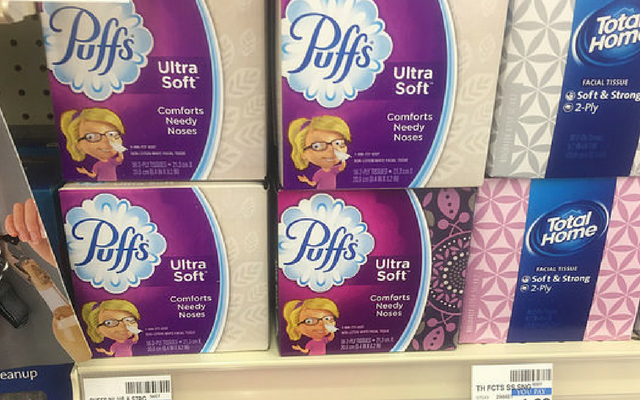 Puffs
Ultra
Soft
Comforts
Needy
Noses
Puffs
Ultra
Soft
Comforts
Needy
Noses
Total
Home
FACIAL TISSUE
Soft & Strong
2-Ply
Puffs
Ultra
Soft
Comforts
Needy
Noses
Puffs
Ultra
Soft
Comforts
Needy
Noses
Total
Home
FACIAL TISSUE
Soft & Strong
2-Ply
eanup
TH FCTS SS SNG
YOU PAY